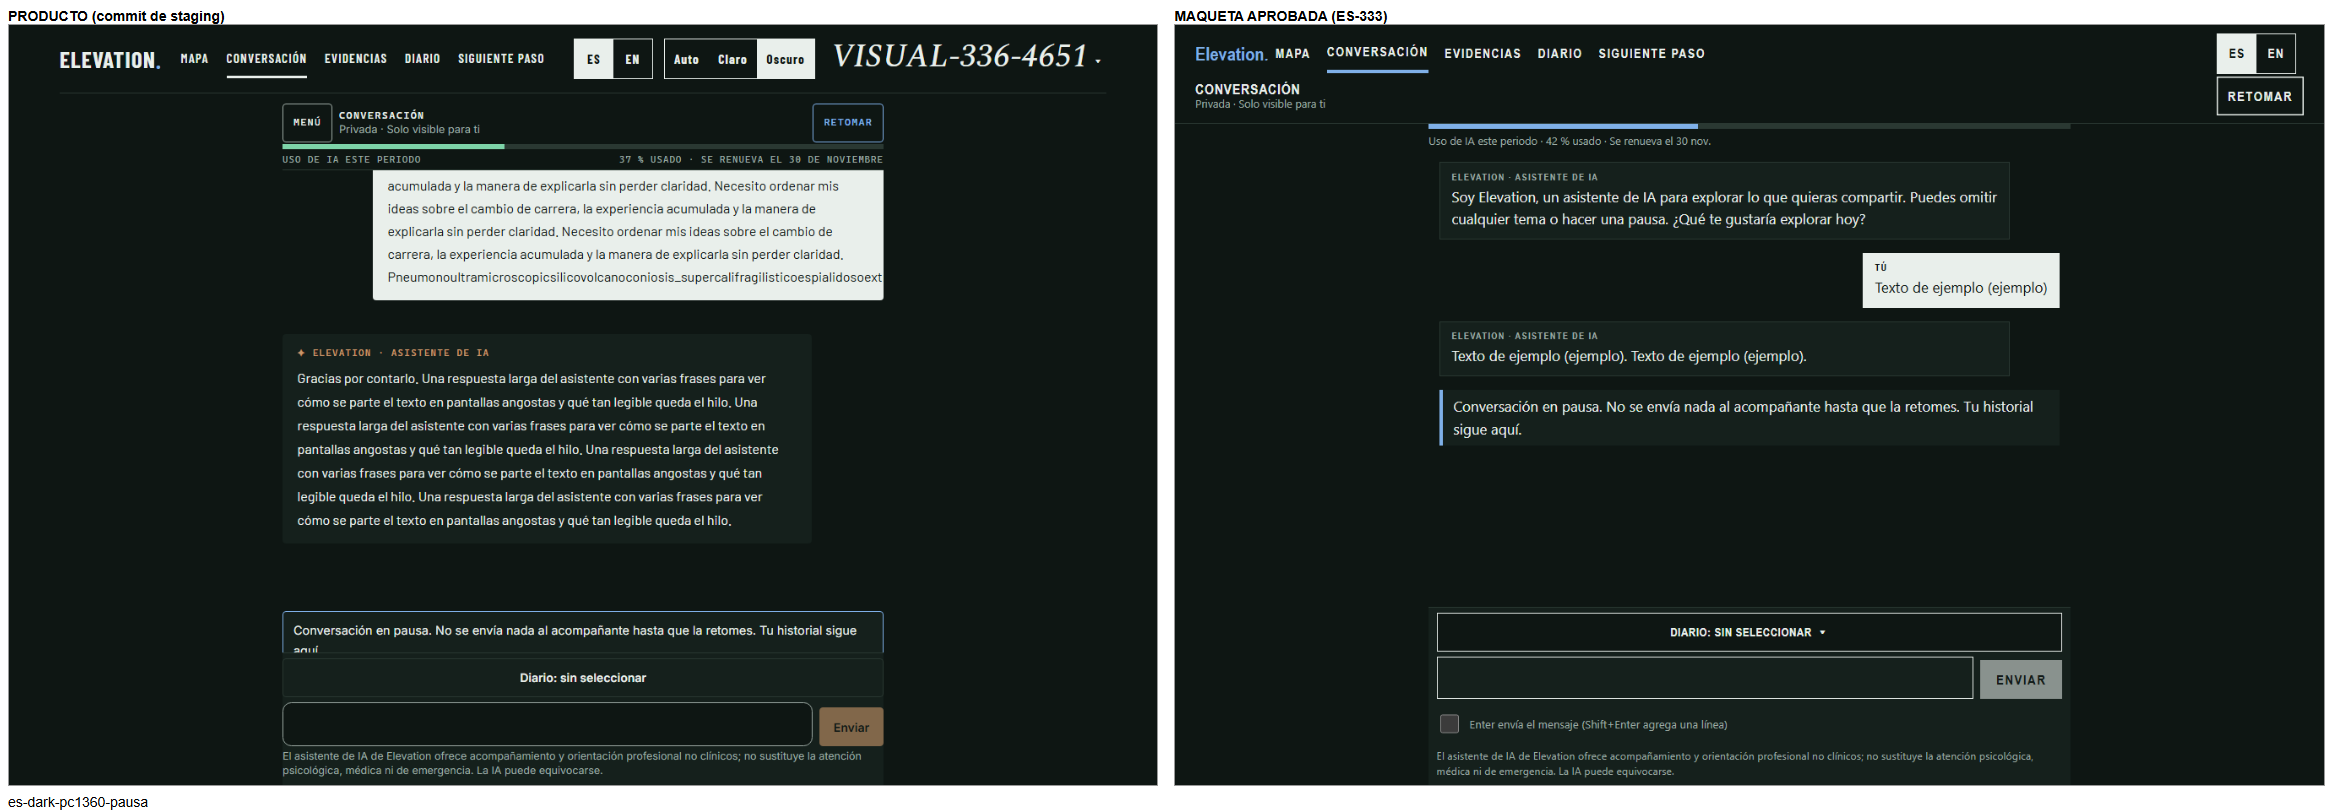 PRODUCTO (commit de staging)
ELEVATION. MAPA CONVERSACIÓN EVIDENCIAS DIARIO SIGUIENTE PASO ES EN Auto Claro Oscuro VISUAL-336-4651
MENÚ
CONVERSACIÓN
Privada · Solo visible para ti
RETOMAR
USO DE IA ESTE PERIODO 37 % USADO · SE RENUEVA EL 30 DE NOVIEMBRE
acumulada y la manera de explicarla sin perder claridad. Necesito ordenar mis
ideas sobre el cambio de carrera, la experiencia acumulada y la manera de
explicarla sin perder claridad. Necesito ordenar mis ideas sobre el cambio de
carrera, la experiencia acumulada y la manera de explicarla sin perder claridad.
Pneumonoultramicroscopicsilicovolcanoconiosis_supercalifragilisticoespialidosoext
✦ ELEVATION · ASISTENTE DE IA
Gracias por contarlo. Una respuesta larga del asistente con varias frases para ver
cómo se parte el texto en pantallas angostas y qué tan legible queda el hilo. Una
respuesta larga del asistente con varias frases para ver cómo se parte el texto en
pantallas angostas y qué tan legible queda el hilo. Una respuesta larga del asistente
con varias frases para ver cómo se parte el texto en pantallas angostas y qué tan
legible queda el hilo. Una respuesta larga del asistente con varias frases para ver
cómo se parte el texto en pantallas angostas y qué tan legible queda el hilo.
Conversación en pausa. No se envía nada al acompañante hasta que la retomes. Tu historial sigue
aquí
Diario: sin seleccionar
Enviar
El asistente de IA de Elevation ofrece acompañamiento y orientación profesional no clínicos; no sustituye la atención
psicológica, médica ni de emergencia. La IA puede equivocarse.
es-dark-pc1360-pausa
MAQUETA APROBADA (ES-333)
Elevation. MAPA CONVERSACIÓN EVIDENCIAS DIARIO SIGUIENTE PASO ES EN
CONVERSACIÓN
Privada · Solo visible para ti
RETOMAR
Uso de IA este periodo · 42 % usado · Se renueva el 30 nov.
ELEVATION · ASISTENTE DE IA
Soy Elevation, un asistente de IA para explorar lo que quieras compartir. Puedes omitir
cualquier tema o hacer una pausa. ¿Qué te gustaría explorar hoy?
TÚ
Texto de ejemplo (ejemplo)
ELEVATION · ASISTENTE DE IA
Texto de ejemplo (ejemplo). Texto de ejemplo (ejemplo).
Conversación en pausa. No se envía nada al acompañante hasta que la retomes. Tu historial
sigue aquí.
DIARIO: SIN SELECCIONAR
ENVIAR
Enter envía el mensaje (Shift+Enter agrega una línea)
El asistente de IA de Elevation ofrece acompañamiento y orientación profesional no clínicos; no sustituye la atención psicológica,
médica ni de emergencia. La IA puede equivocarse.